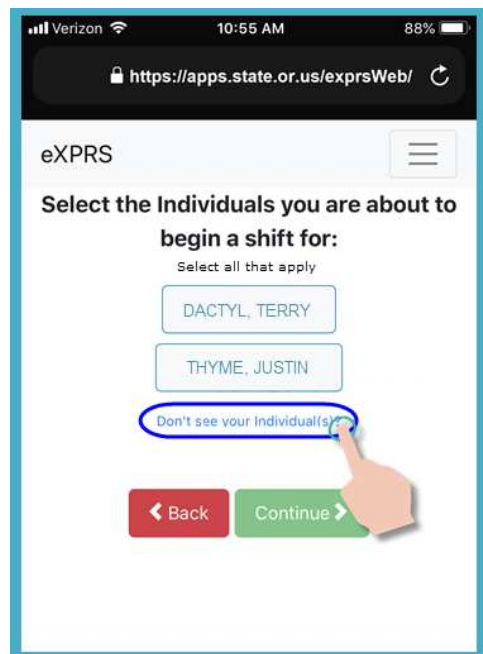 Verizon 10:55 AM 88%
https://apps.state.or.us/exprsWeb/
eXPRS
Select the Individuals you are about to
begin a shift for:
Select all that apply
DACTYL, TERRY
THYME, JUSTIN
Don't see your Individual(s)?
Back Continue